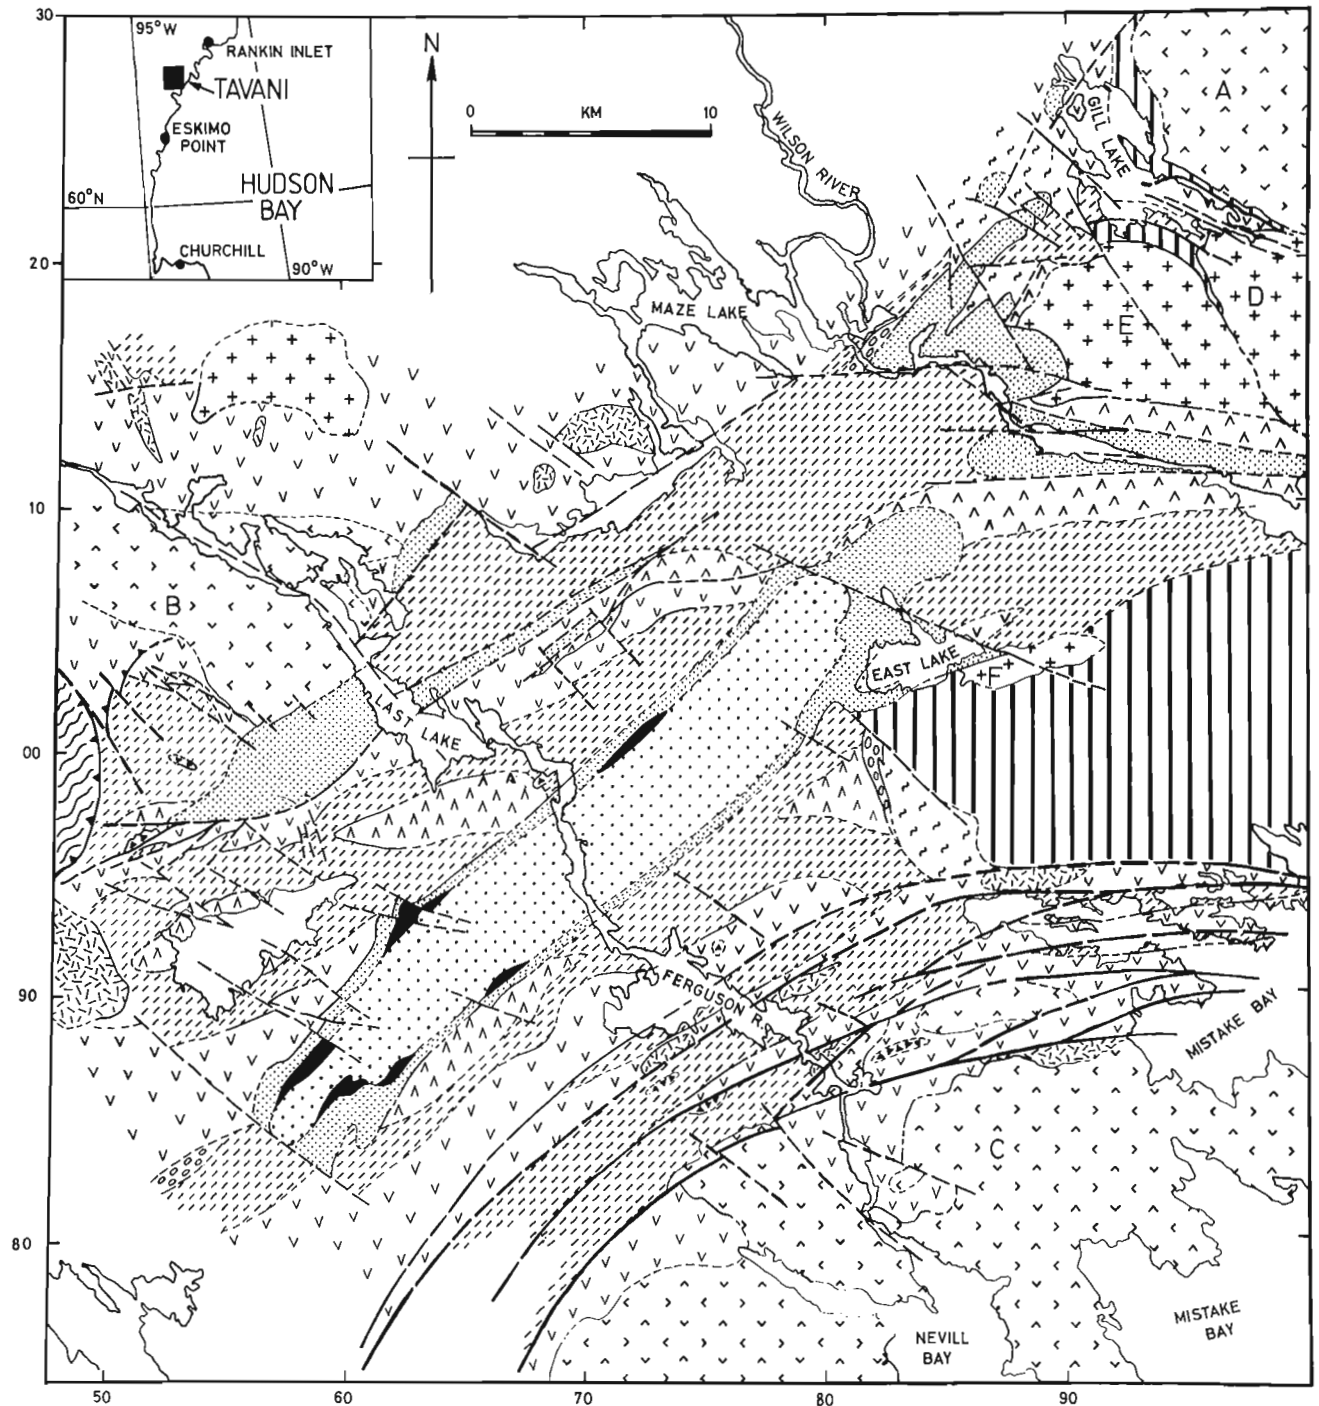 30
95°W
RANKIN INLET
TAVANI
ESKIMO
POINT
60°N
HUDSON
BAY
CHURCHILL
90°W
N
0 KM 10
WILSON RIVER
GILL LAKE
A
20
MAZE LAKE
D
E
10
B
EAST LAKE
F
LAST
LAKE
00
FERGUSON R
90
MISTAKE BAY
C
80
NEVILL
BAY
MISTAKE
BAY
50 60 70 80 90